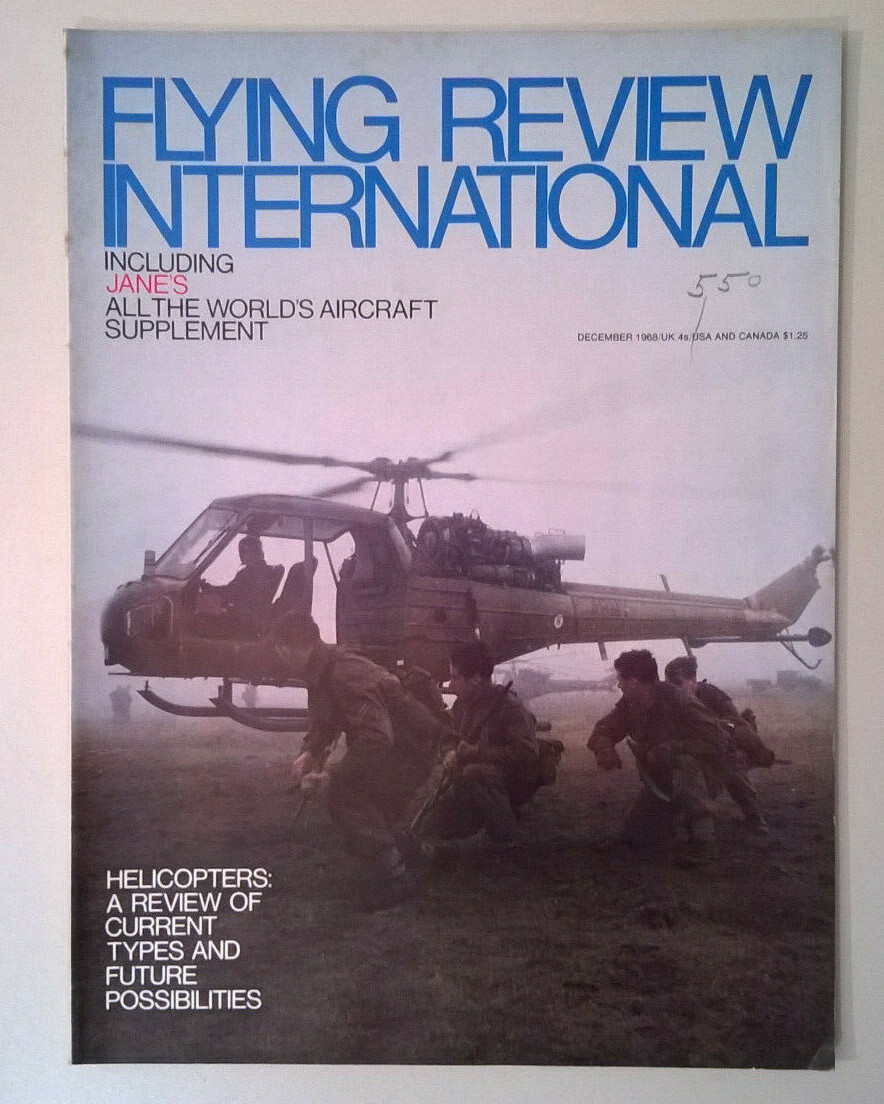 FLYING REVIEW
INTERNATIONAL
INCLUDING
JANE'S
ALL THE WORLD'S AIRCRAFT
SUPPLEMENT
550
DECEMBER 1968/UK 4s/USA AND CANADA $1.25
ARMY
HELICOPTERS:
A REVIEW OF
CURRENT
TYPES AND
FUTURE
POSSIBILITIES